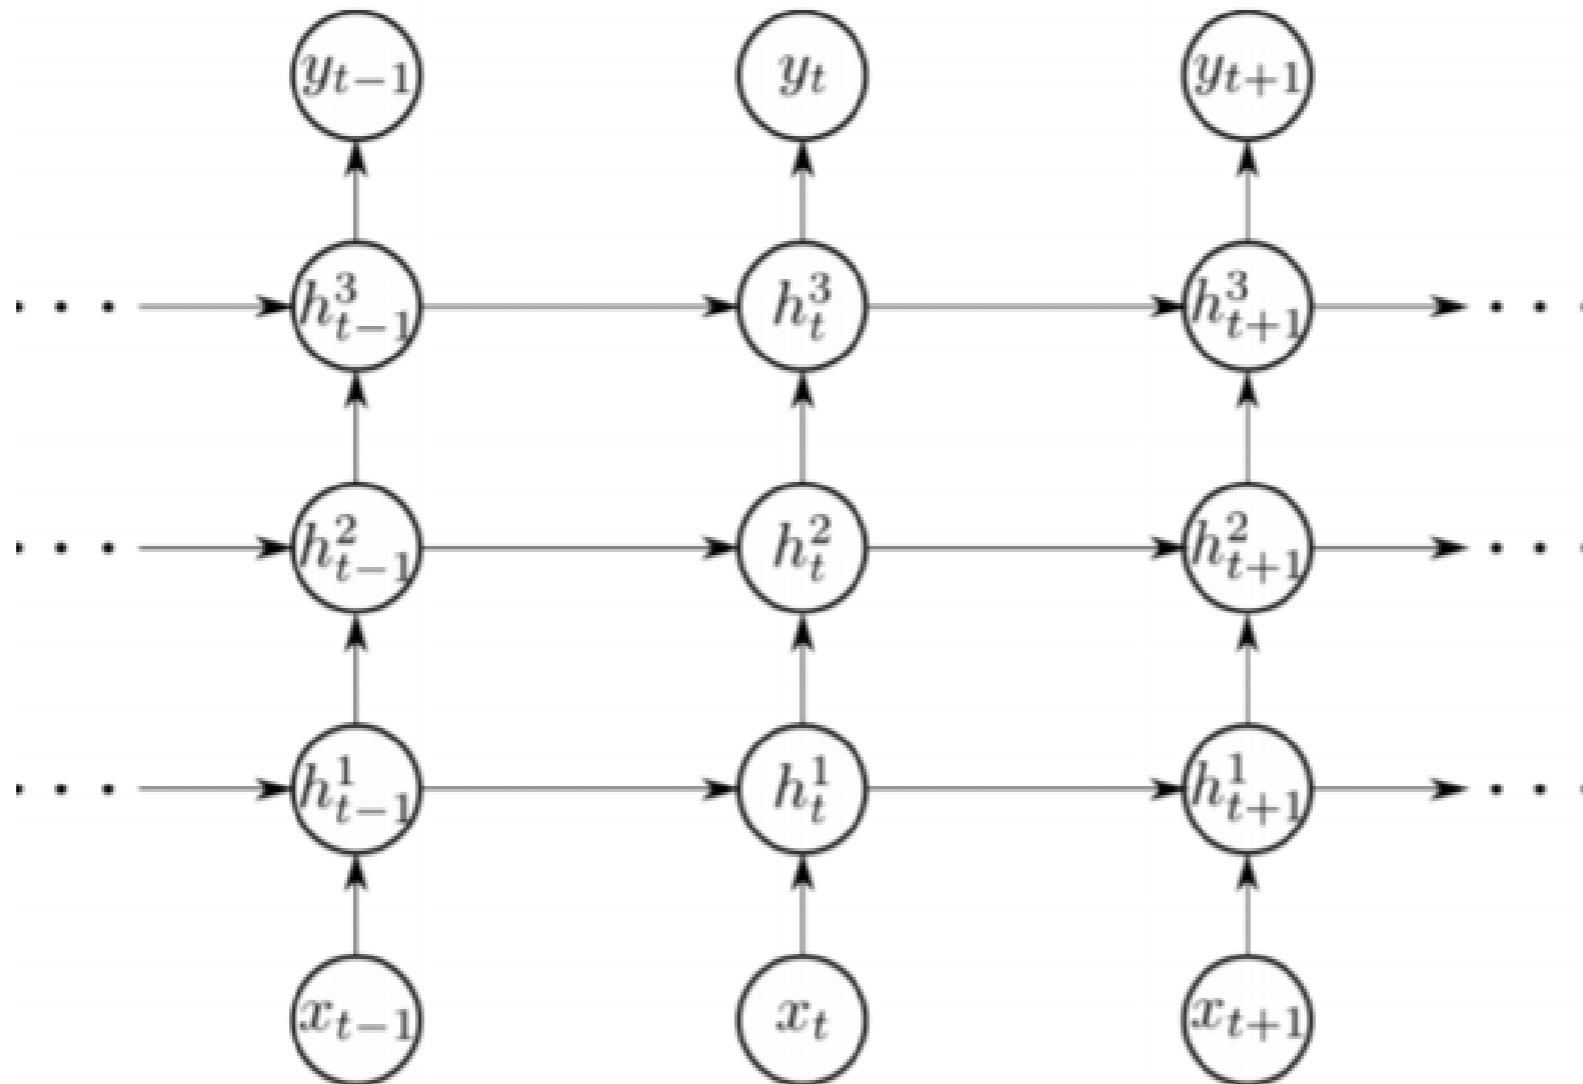 y_{t-1} y_t y_{t+1}
. . . h^3_{t-1} h^3_t h^3_{t+1} . . .
. . . h^2_{t-1} h^2_t h^2_{t+1} . . .
. . . h^1_{t-1} h^1_t h^1_{t+1} . . .
x_{t-1} x_t x_{t+1}